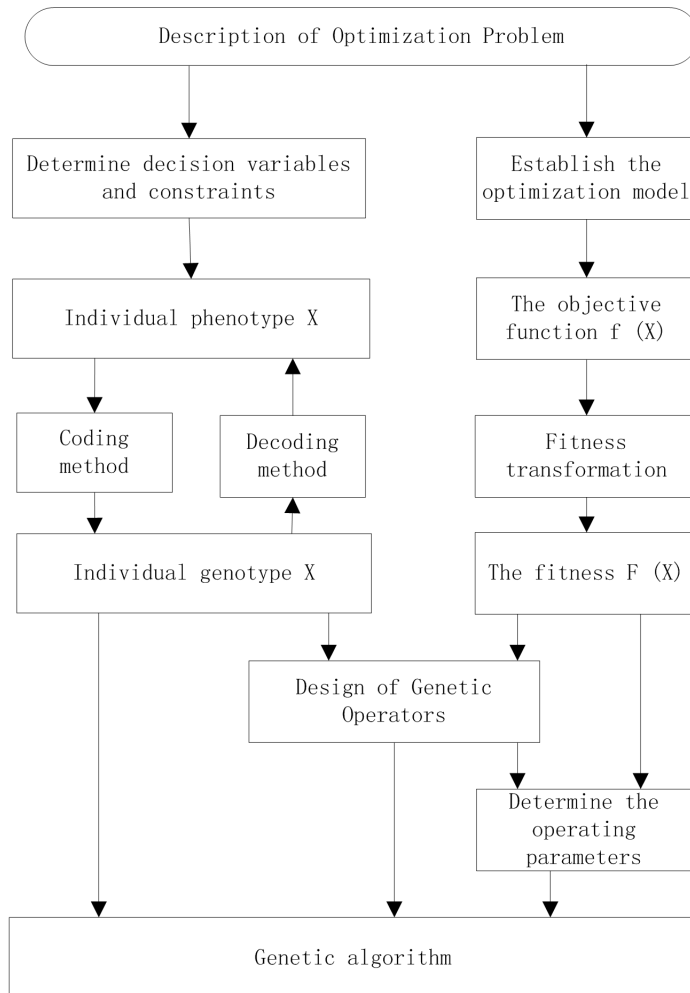 Description of Optimization Problem
Determine decision variables
and constraints
Establish the
optimization model
Individual phenotype X
The objective
function f (X)
Coding
method
Decoding
method
Fitness
transformation
Individual genotype X
The fitness F (X)
Design of Genetic
Operators
Determine the
operating
parameters
Genetic algorithm